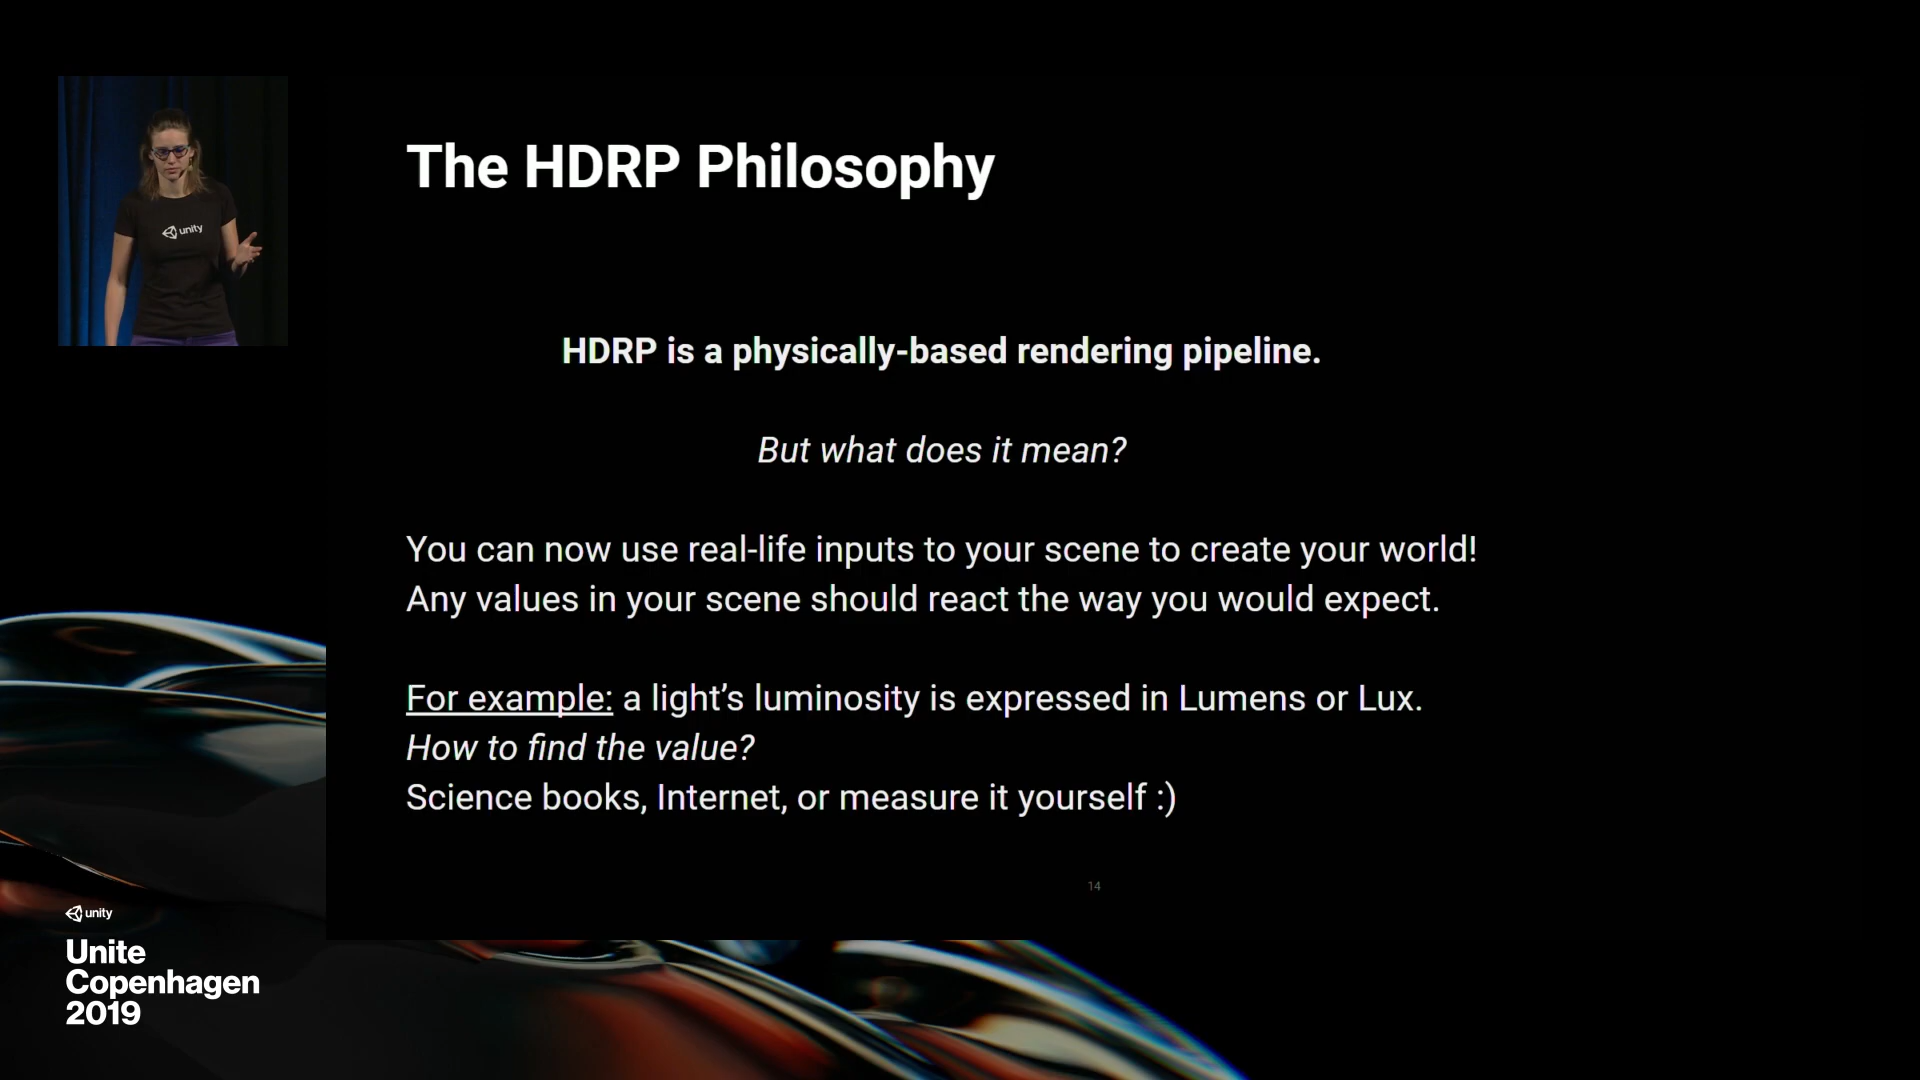 unity
The HDRP Philosophy
HDRP is a physically-based rendering pipeline.
But what does it mean?
You can now use real-life inputs to your scene to create your world!
Any values in your scene should react the way you would expect.
For example: a light’s luminosity is expressed in Lumens or Lux.
How to find the value?
Science books, Internet, or measure it yourself :)
14
unity
Unite
Copenhagen
2019